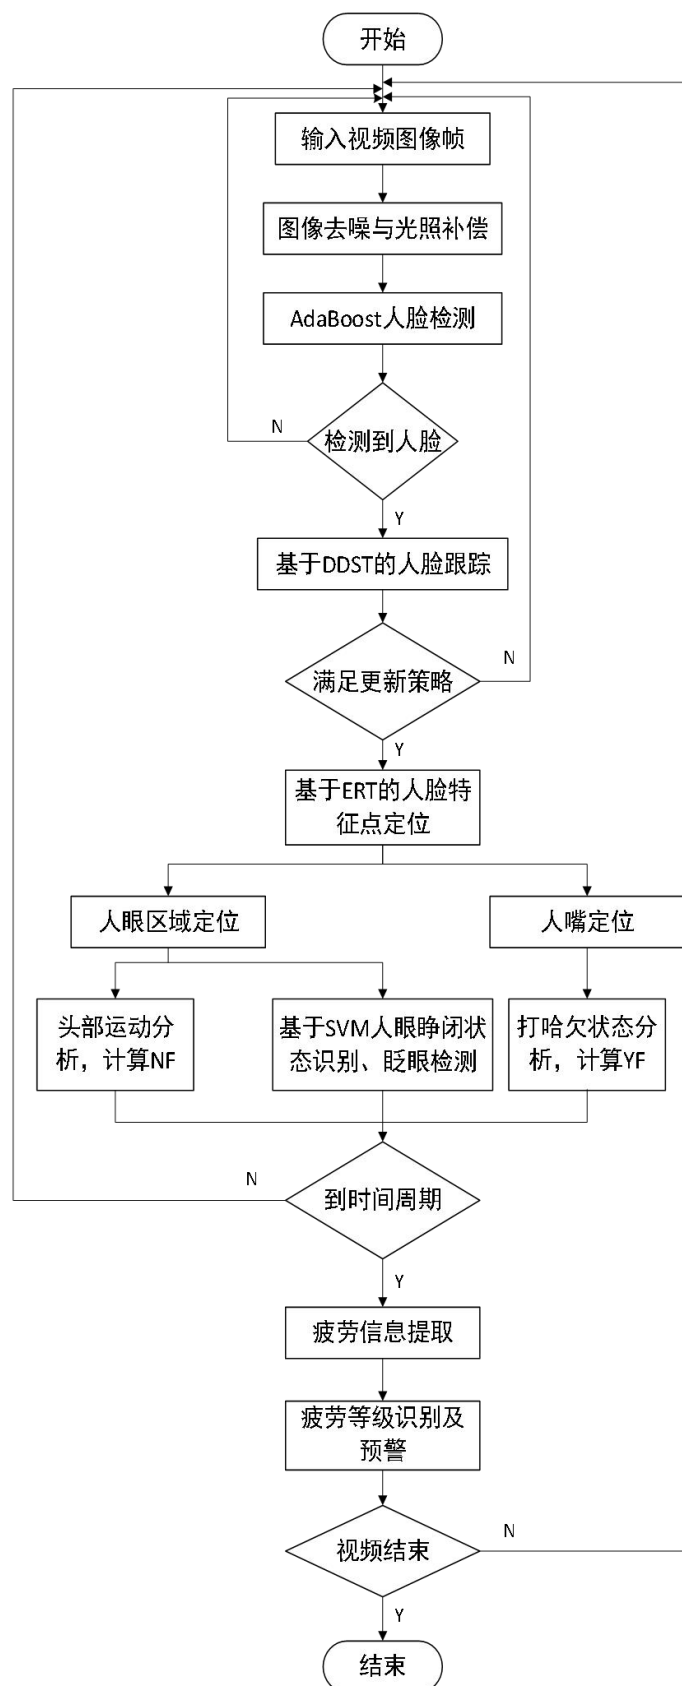 开始
输入视频图像帧
图像去噪与光照补偿
AdaBoost人脸检测
N
检测到人脸
Y
基于DDST的人脸跟踪
N
满足更新策略
Y
基于ERT的人脸特
征点定位
人眼区域定位
人嘴定位
头部运动分
析，计算NF
基于SVM人眼睁闭状
态识别、眨眼检测
打哈欠状态分
析，计算YF
N
到时间周期
Y
疲劳信息提取
疲劳等级识别及
预警
N
视频结束
Y
结束